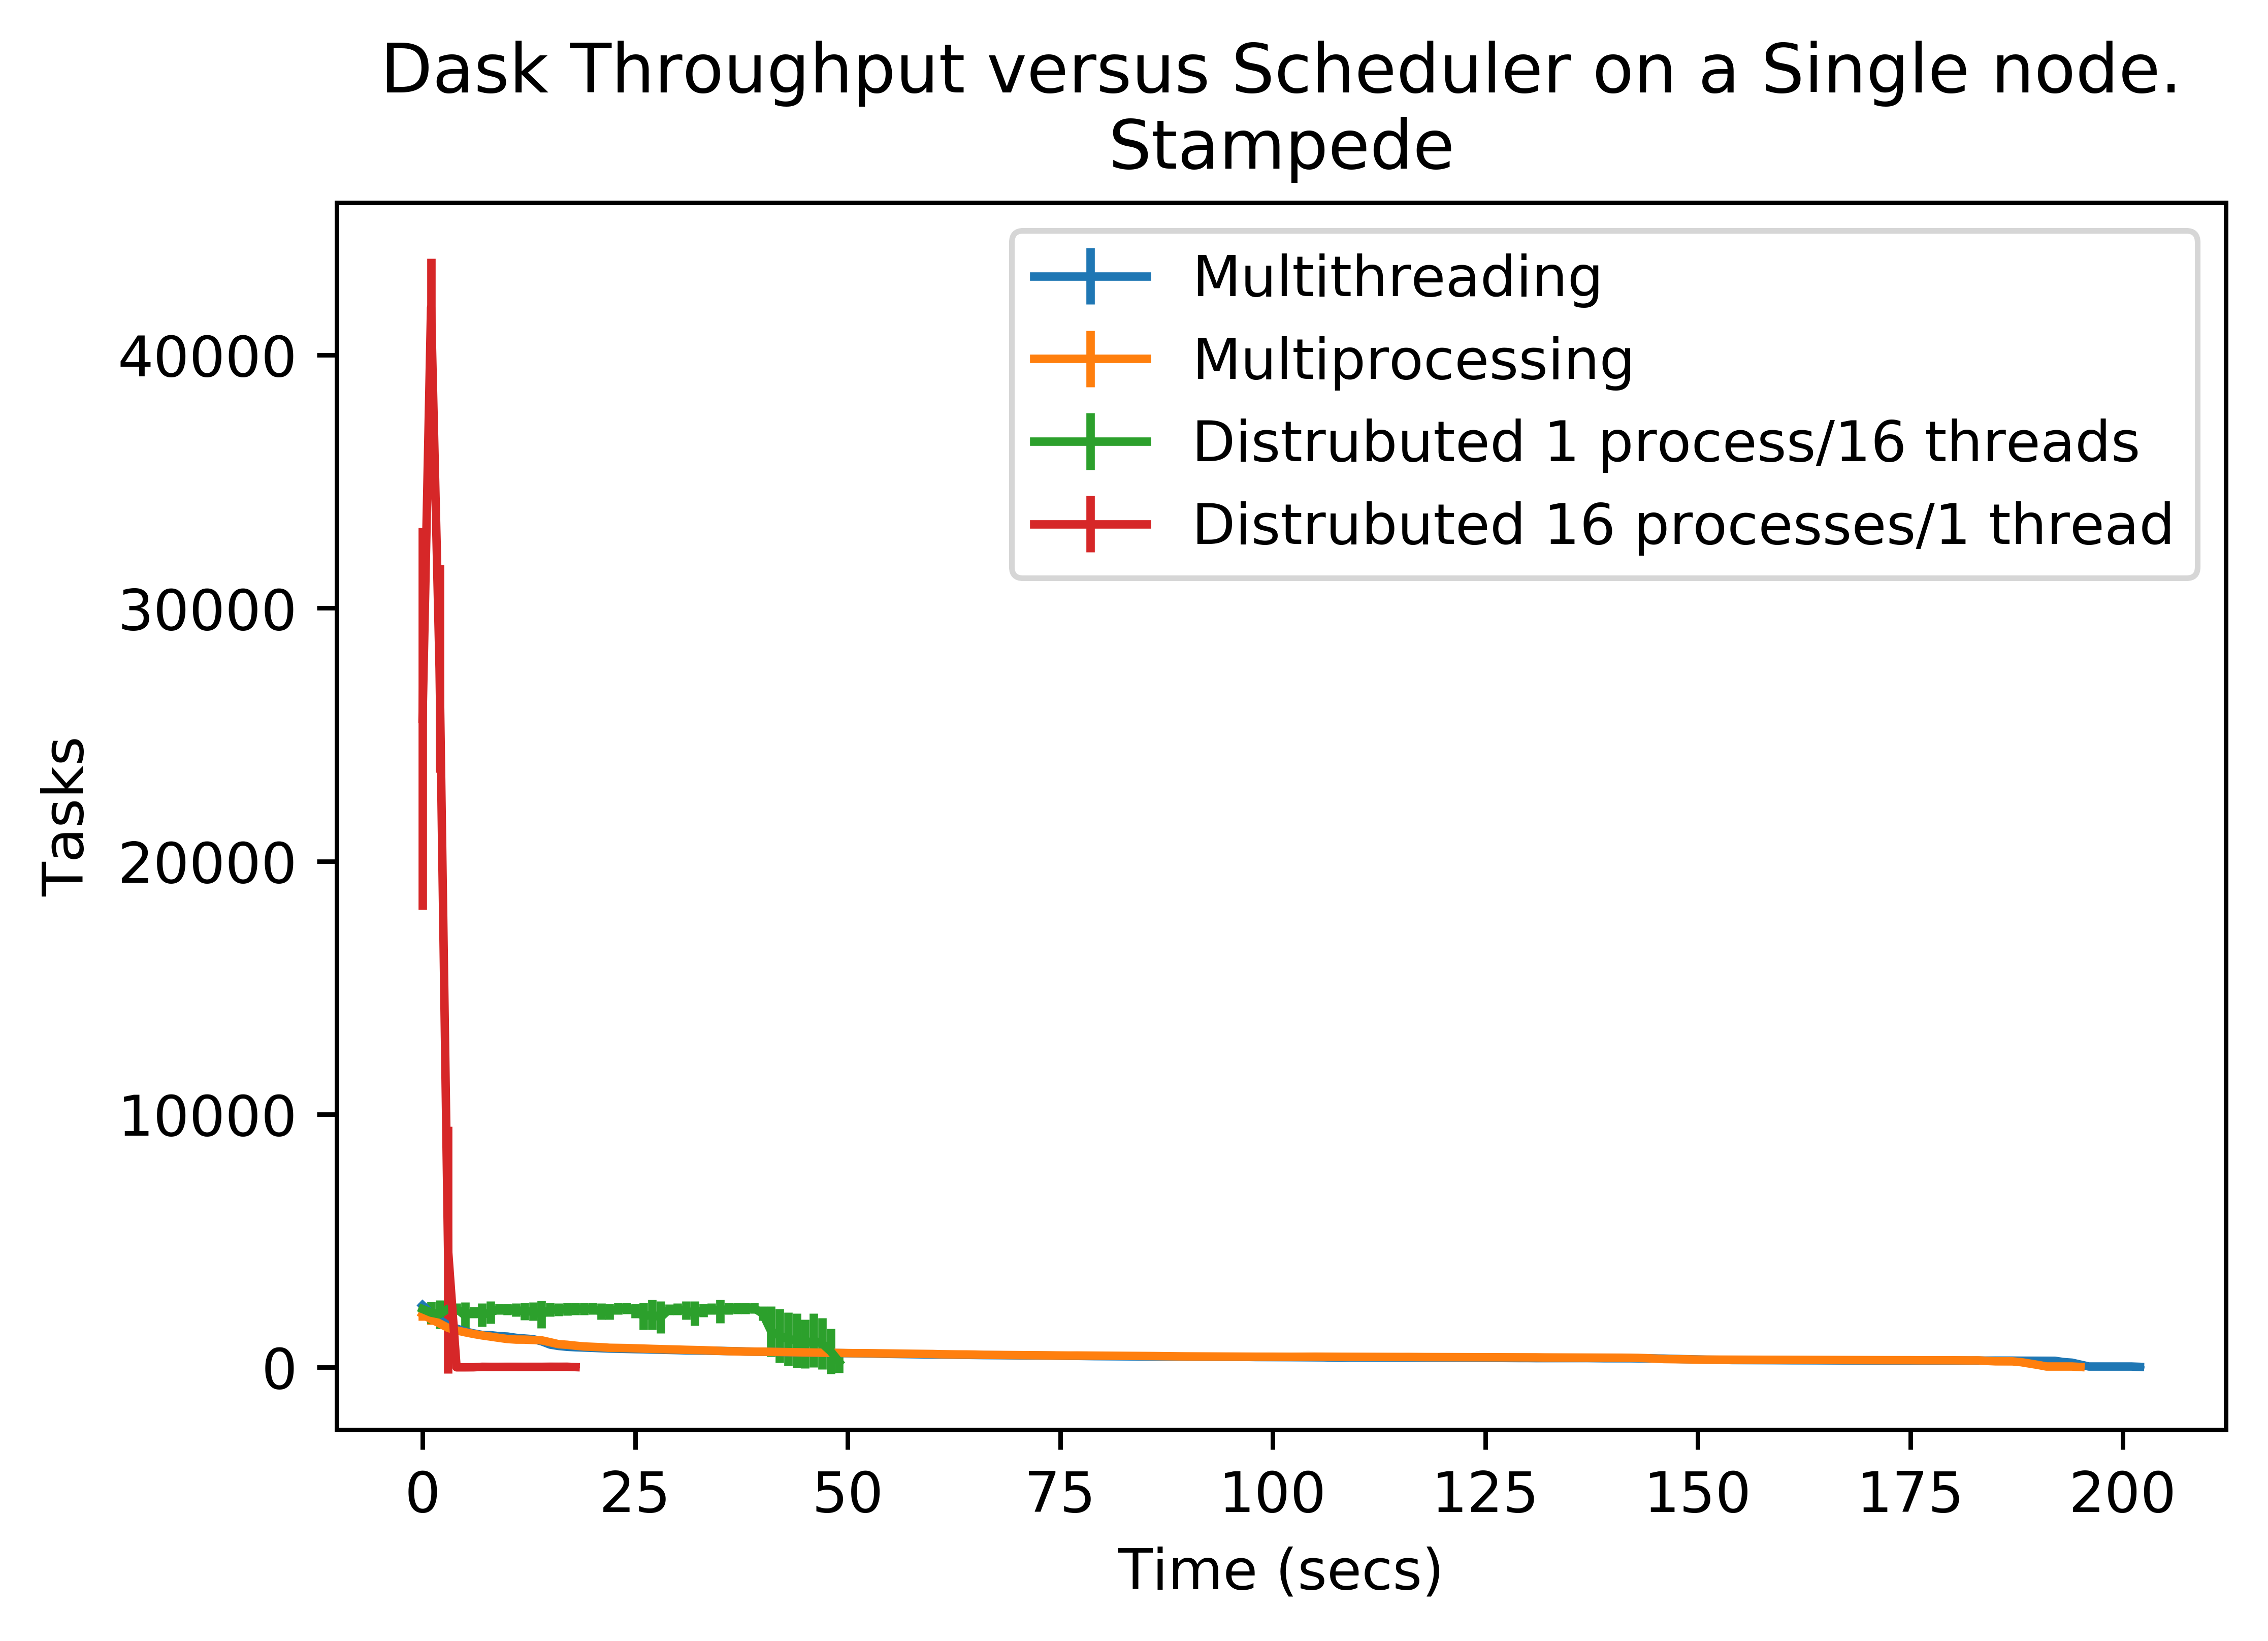 Dask Throughput versus Scheduler on a Single node.
Stampede
Multithreading
Multiprocessing
Distrubuted 1 process/16 threads
Distrubuted 16 processes/1 thread
40000
30000
20000
10000
0
Tasks
0 25 50 75 100 125 150 175 200
Time (secs)